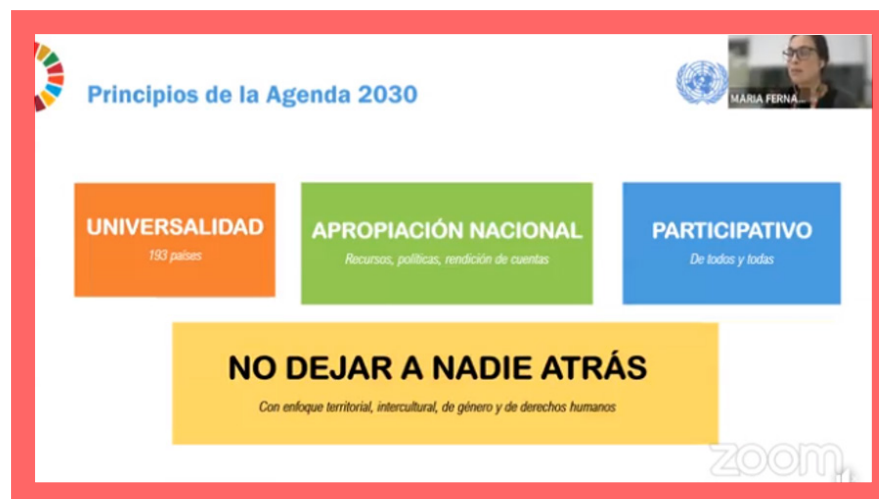 Principios de la Agenda 2030
MARIA FERNA...
UNIVERSALIDAD
193 países
APROPIACIÓN NACIONAL
Recursos, políticas, rendición de cuentas
PARTICIPATIVO
De todos y todas
NO DEJAR A NADIE ATRÁS
Con enfoque territorial, intercultural, de género y de derechos humanos
zoom